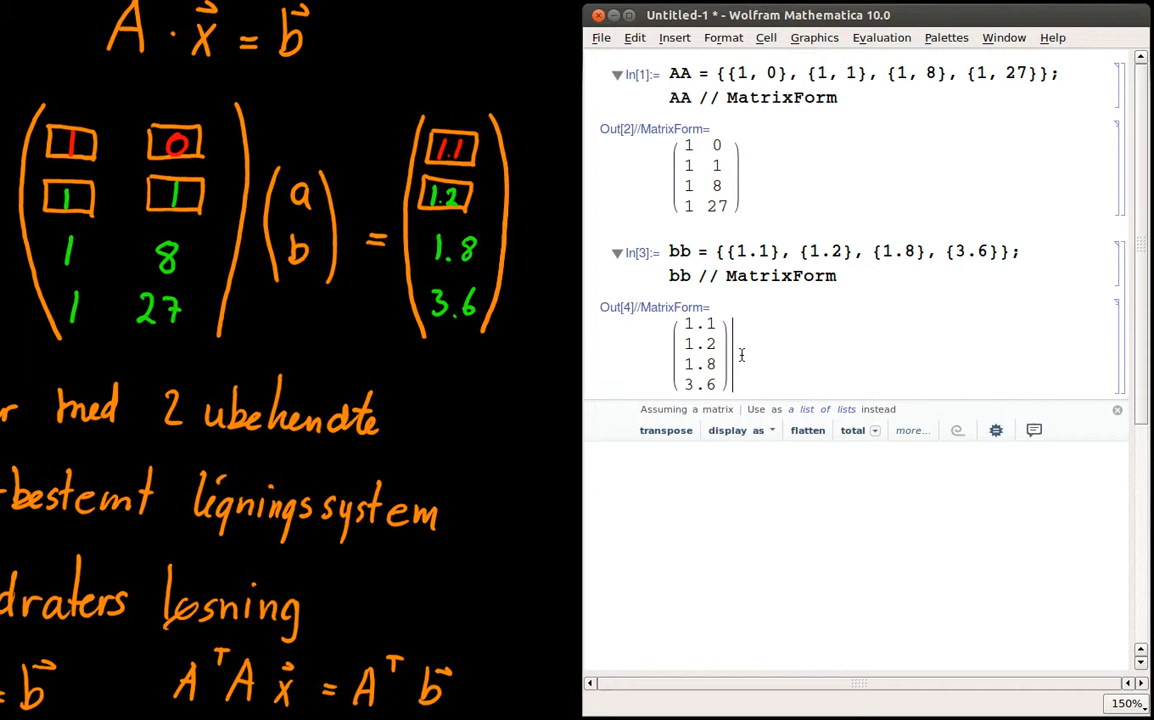 A · x⃗ = b⃗
1 0 1.1
1 1 a 1.2
1 8 b = 1.8
1 27 3.6
r med 2 ubekendte
-bestemt ligningssystem
draters løsning
= b⃗ AᵀA x⃗ = Aᵀ b⃗
Untitled-1 * - Wolfram Mathematica 10.0
File Edit Insert Format Cell Graphics Evaluation Palettes Window Help
In[1]:= AA = {{1, 0}, {1, 1}, {1, 8}, {1, 27}};
AA // MatrixForm
Out[2]//MatrixForm=
1 0
1 1
1 8
1 27
In[3]:= bb = {{1.1}, {1.2}, {1.8}, {3.6}};
bb // MatrixForm
Out[4]//MatrixForm=
1.1
1.2
1.8
3.6
Assuming a matrix | Use as a list of lists instead
transpose display as flatten total more...
150%